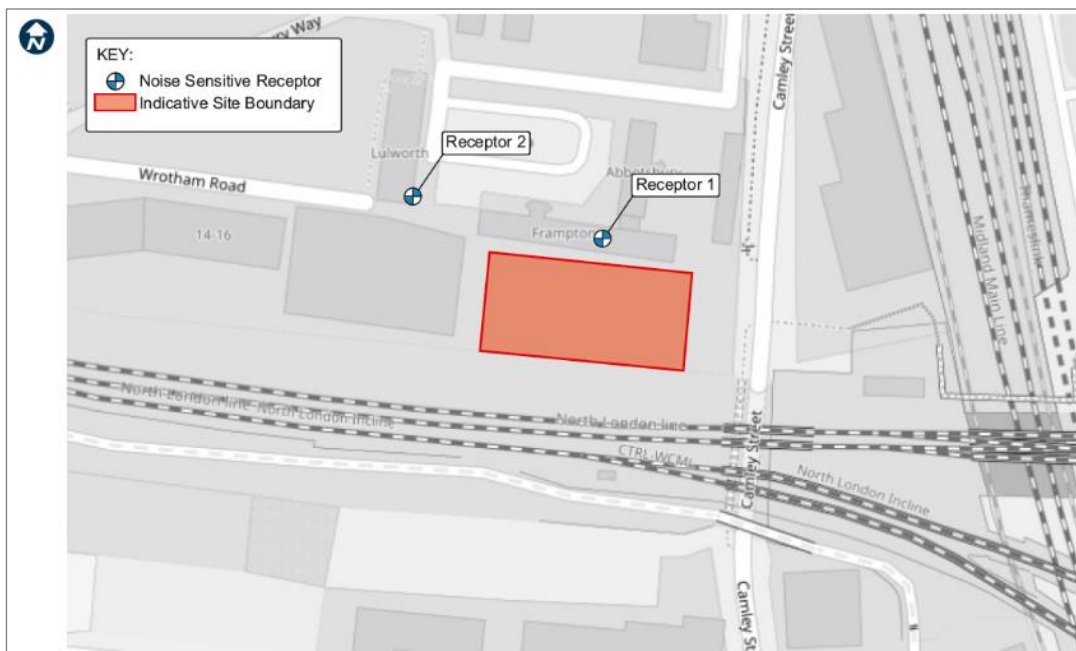 N
KEY:
Noise Sensitive Receptor
Indicative Site Boundary
ry Way
Camley Street
Receptor 2
Lulworth
Abbotsbury
Receptor 1
Wrotham Road
Frampton
14-16
Midland Main Line
Thameslink
North London line
North London Incline
North London line
CTRL-WCML
Camley Street
North London Incline
Camley St